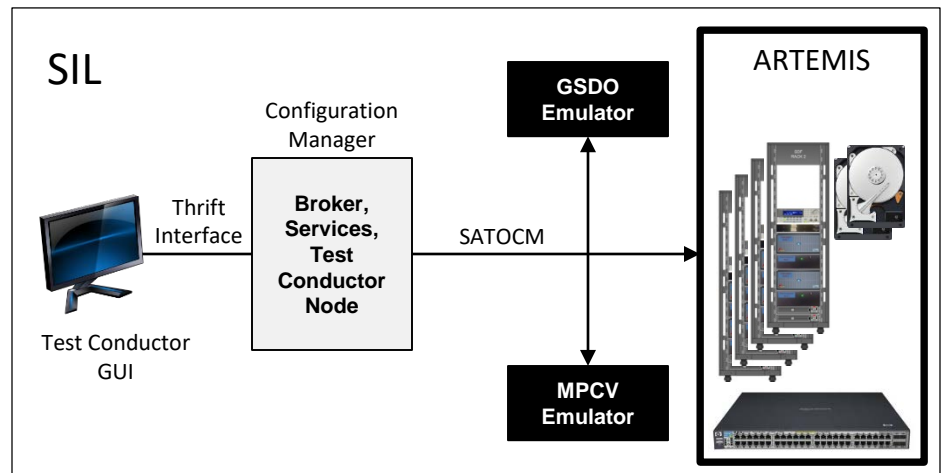 SIL
ARTEMIS
GSDO
Emulator
Configuration
Manager
Broker,
Services,
Test
Conductor
Node
Thrift
Interface
SATOCM
Test Conductor
GUI
MPCV
Emulator